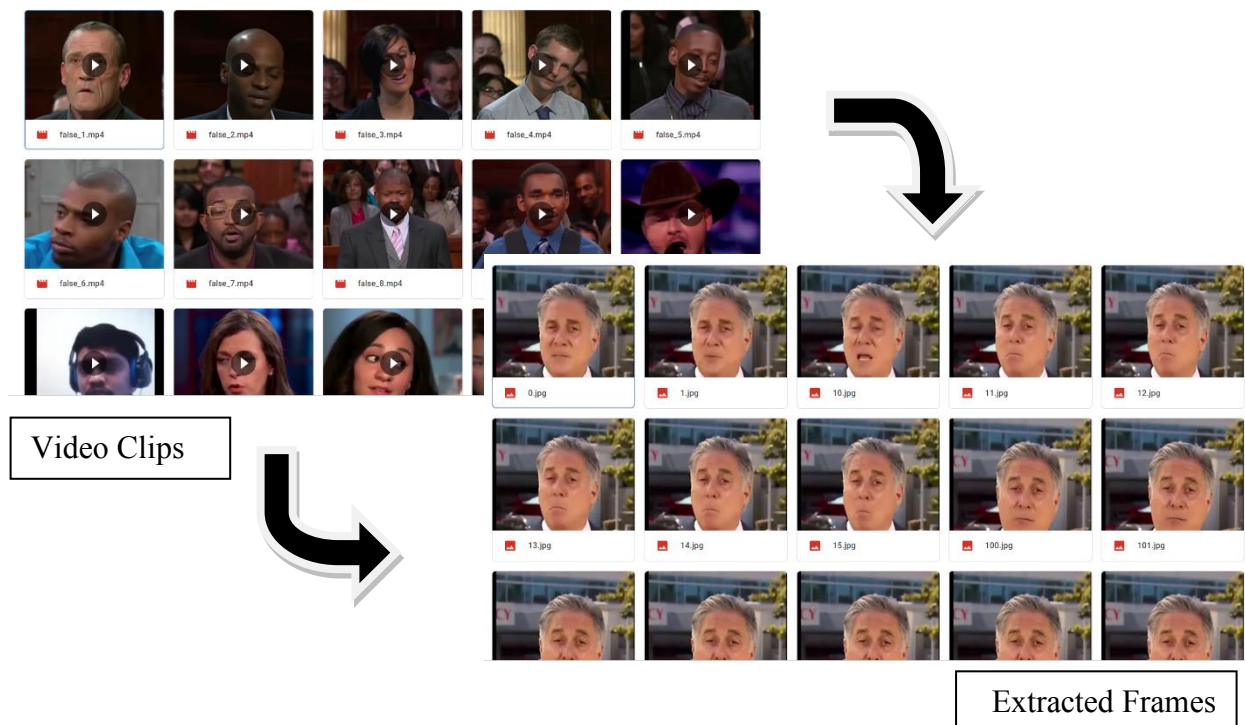 false_1.mp4
false_2.mp4
false_3.mp4
false_4.mp4
false_5.mp4
false_6.mp4
false_7.mp4
false_8.mp4
Video Clips
CY
0.jpg
1.jpg
10.jpg
11.jpg
12.jpg
13.jpg
14.jpg
15.jpg
100.jpg
101.jpg
CY
Extracted Frames